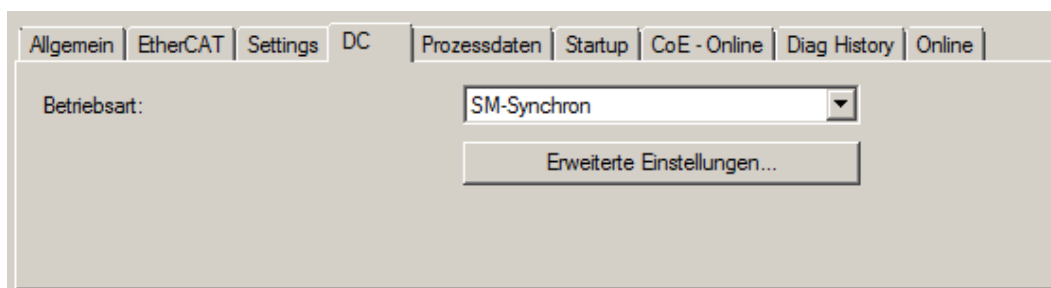 Allgemein EtherCAT Settings DC Prozessdaten Startup CoE - Online Diag History Online
Betriebsart: SM-Synchron
Erweiterte Einstellungen...